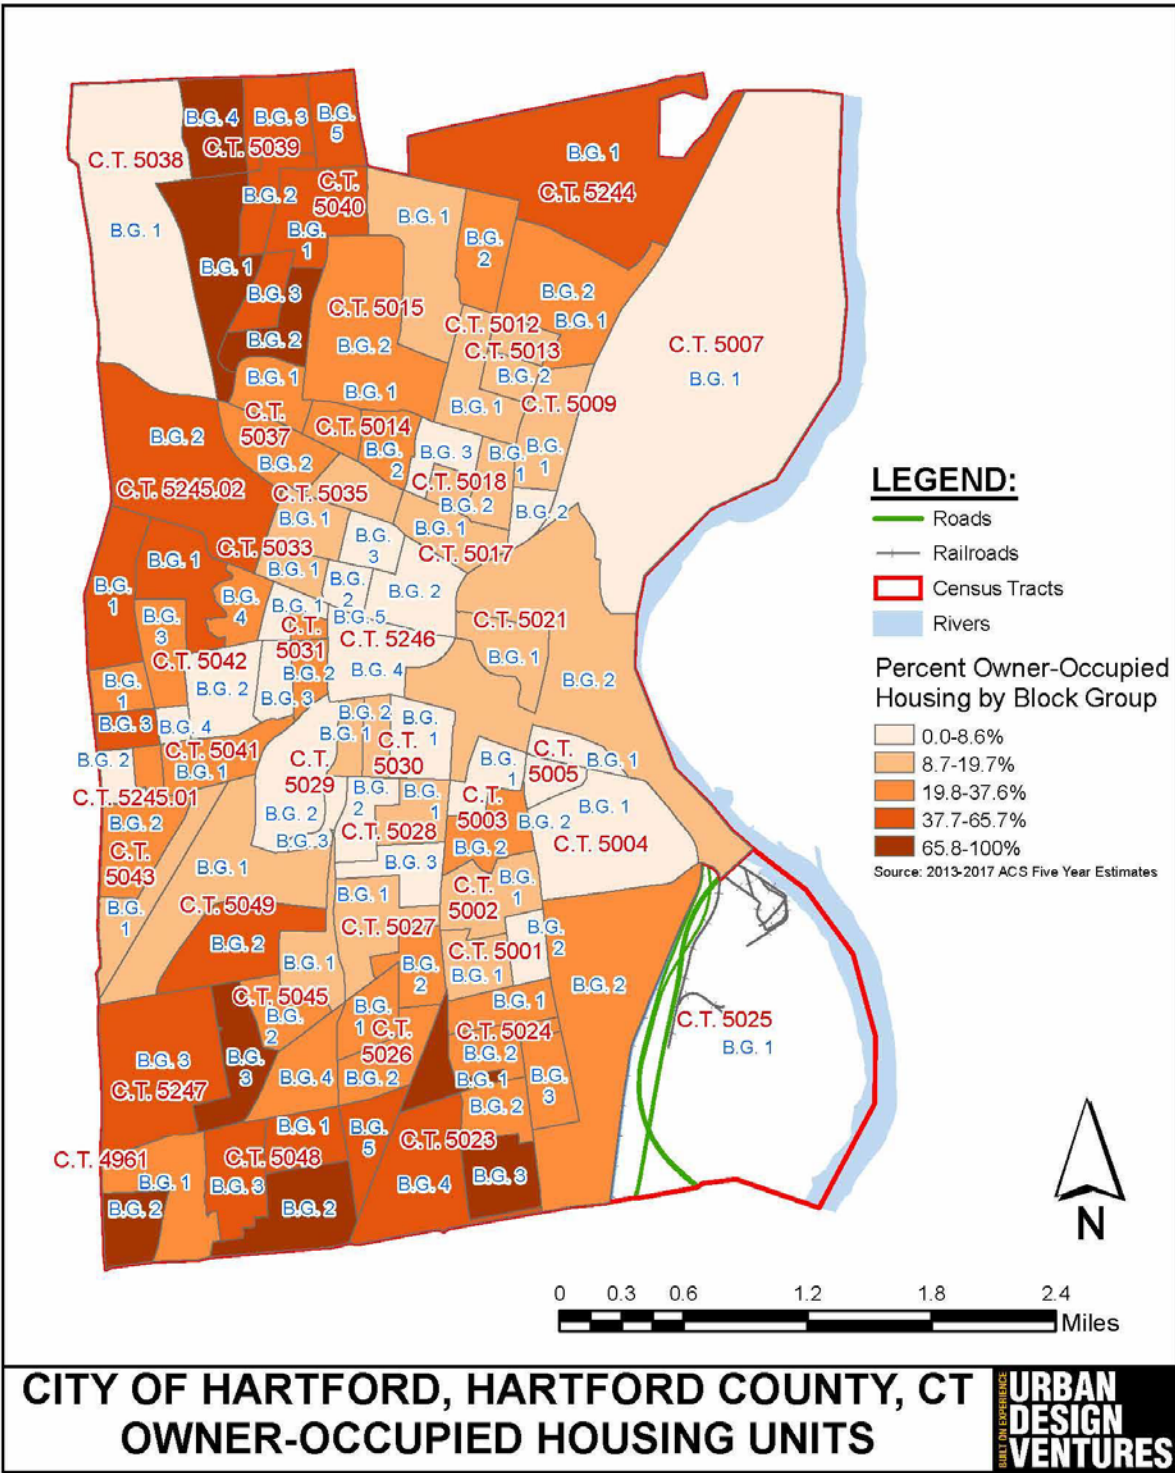 B.G. 4
B.G. 3
B.G.
5
C.T. 5039
C.T. 5038
B.G. 1
C.T. 5244
B.G. 2
C.T.
5040
B.G. 1
B.G. 1
B.G.
1
B.G.
2
B.G. 1
B.G. 3
B.G. 2
B.G. 1
C.T. 5015
C.T. 5012
B.G. 2
B.G. 2
C.T. 5013
C.T. 5007
B.G. 1
B.G. 1
B.G. 2
B.G. 1
B.G. 1
C.T. 5009
C.T.
5037
C.T. 5014
B.G. 2
B.G. 2
B.G.
2
B.G. 3
B.G.
1
B.G.
1
C.T. 5018
C.T. 5245.02
C.T. 5035
B.G. 2
B.G. 2
B.G. 1
B.G. 1
B.G.
3
C.T. 5033
C.T. 5017
B.G. 1
B.G. 1
B.G.
2
B.G. 2
B.G.
1
B.G.
4
B.G. 1
B.G.
3
C.T.
5031
B.G. 5
C.T. 5246
C.T. 5021
C.T. 5042
B.G. 2
B.G. 4
B.G. 1
B.G. 2
B.G.
1
B.G. 2
B.G. 3
B.G. 3
B.G. 4
B.G. 2
B.G. 1
B.G.
1
C.T. 5041
C.T.
5029
C.T.
5030
B.G. 2
B.G. 1
B.G.
1
C.T.
5005
B.G. 1
C.T. 5245.01
B.G. 2
B.G. 2
B.G.
2
B.G.
1
C.T.
5003
B.G. 1
C.T.
5043
B.G. 3
C.T. 5028
B.G. 2
B.G. 2
C.T. 5004
B.G. 1
B.G. 3
B.G.
1
C.T. 5049
B.G. 1
C.T.
5002
B.G.
1
B.G. 2
C.T. 5027
B.G.
2
B.G. 1
B.G.
2
C.T. 5001
B.G. 1
B.G. 2
C.T. 5045
B.G.
2
B.G.
1
C.T.
5026
B.G. 1
C.T. 5024
C.T. 5025
B.G. 1
B.G. 3
B.G.
3
B.G. 4
B.G. 2
B.G. 2
B.G. 1
B.G.
3
C.T. 5247
B.G. 2
B.G. 1
B.G.
5
C.T. 5023
C.T. 4961
C.T. 5048
B.G. 1
B.G. 3
B.G. 4
B.G. 3
B.G. 2
B.G. 2
LEGEND:
Roads
Railroads
Census Tracts
Rivers
Percent Owner-Occupied
Housing by Block Group
0.0-8.6%
8.7-19.7%
19.8-37.6%
37.7-65.7%
65.8-100%
Source: 2013-2017 ACS Five Year Estimates
N
0 0.3 0.6 1.2 1.8 2.4
Miles
CITY OF HARTFORD, HARTFORD COUNTY, CT
OWNER-OCCUPIED HOUSING UNITS
BUILT ON EXPERIENCE
URBAN
DESIGN
VENTURES